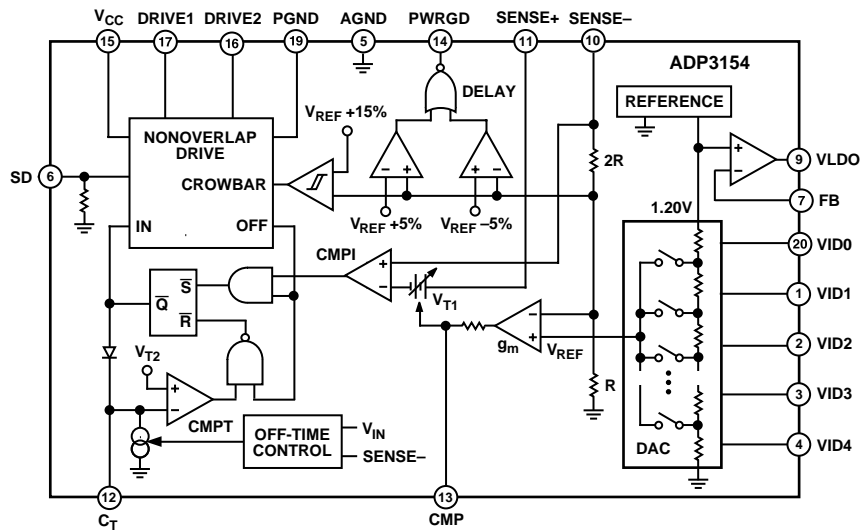 VCC DRIVE1 DRIVE2 PGND AGND PWRGD SENSE+ SENSE–
15 17 16 19 5 14 11 10
ADP3154
DELAY
REFERENCE
VREF +15%
NONOVERLAP
DRIVE
SD 6
CROWBAR
2R
9 VLDO
7 FB
VREF +5% VREF –5%
1.20V
IN OFF
20 VID0
CMPI
S
Q
R
VT1
1 VID1
VT2
gm
VREF
2 VID2
R
3 VID3
CMPT
OFF-TIME
CONTROL
VIN
SENSE–
DAC
4 VID4
12 13
CT CMP
+ –
– +
+ –
+
–
–
+
+
–
+
–